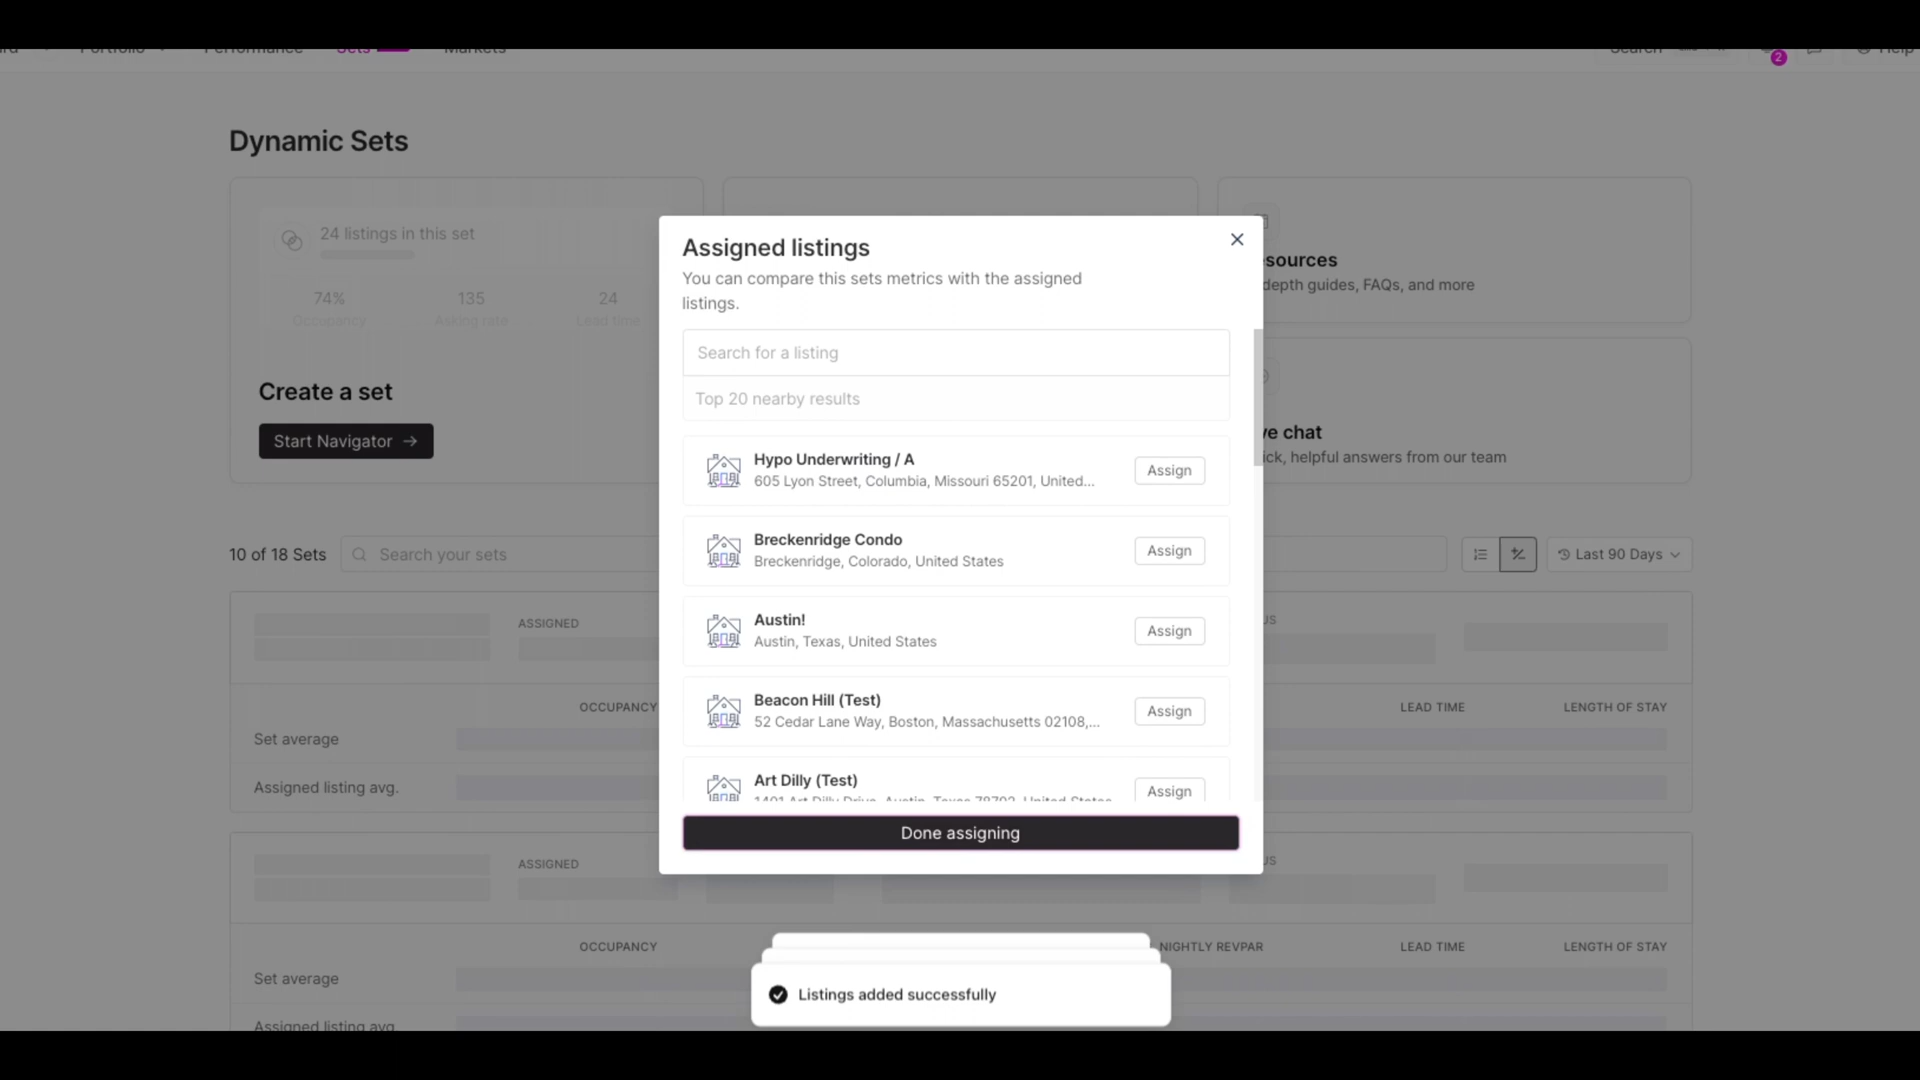 Portfolio
Performance
Sets
Markets
Search
2
Help
Dynamic Sets
24 listings in this set
74%
135
24
Occupancy
Asking rate
Lead time
Create a set
Start Navigator
esources
depth guides, FAQs, and more
ve chat
ick, helpful answers from our team
Assigned listings
You can compare this sets metrics with the assigned
listings.
Search for a listing
Top 20 nearby results
Hypo Underwriting / A
605 Lyon Street, Columbia, Missouri 65201, United...
Assign
Breckenridge Condo
Breckenridge, Colorado, United States
Assign
Austin!
Austin, Texas, United States
Assign
Beacon Hill (Test)
52 Cedar Lane Way, Boston, Massachusetts 02108,...
Assign
Art Dilly (Test)
1401 Art Dilly Drive, Austin, Texas 78702, United States
Assign
Done assigning
10 of 18 Sets
Search your sets
Last 90 Days
ASSIGNED
US
OCCUPANCY
LEAD TIME
LENGTH OF STAY
Set average
Assigned listing avg.
ASSIGNED
US
OCCUPANCY
NIGHTLY REVPAR
LEAD TIME
LENGTH OF STAY
Set average
Assigned listing avg.
Listings added successfully